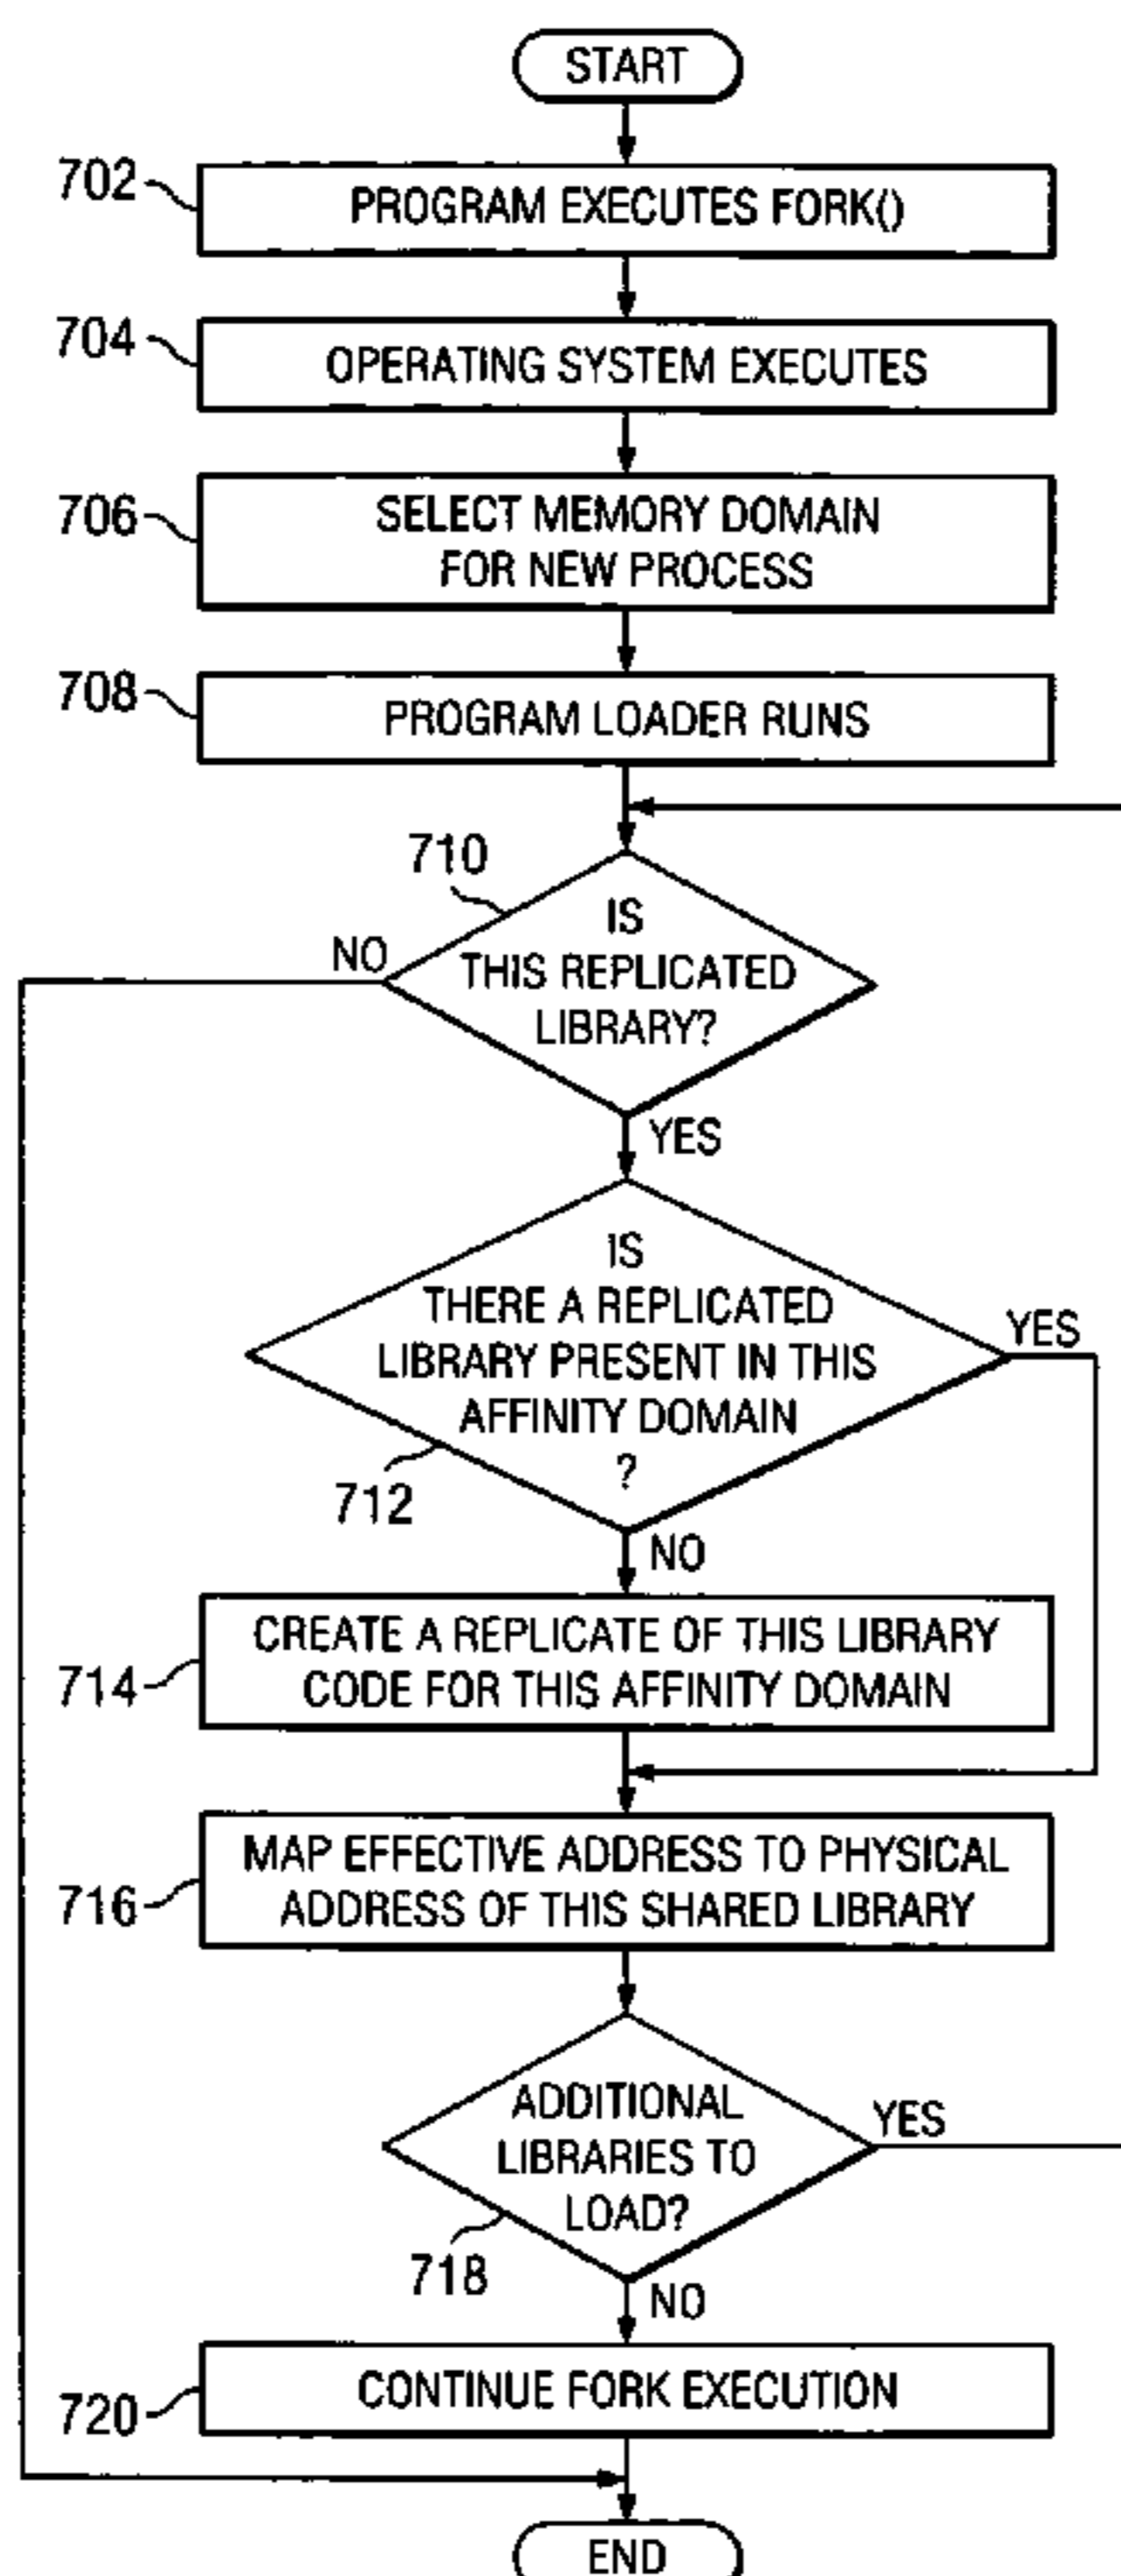 START
702
PROGRAM EXECUTES FORK()
704
OPERATING SYSTEM EXECUTES
706
SELECT MEMORY DOMAIN
FOR NEW PROCESS
708
PROGRAM LOADER RUNS
710
IS
THIS REPLICATED
LIBRARY?
NO
YES
IS
THERE A REPLICATED
LIBRARY PRESENT IN THIS
AFFINITY DOMAIN
?
YES
712
NO
714
CREATE A REPLICATE OF THIS LIBRARY
CODE FOR THIS AFFINITY DOMAIN
716
MAP EFFECTIVE ADDRESS TO PHYSICAL
ADDRESS OF THIS SHARED LIBRARY
ADDITIONAL
LIBRARIES TO
LOAD?
YES
718
NO
720
CONTINUE FORK EXECUTION
END